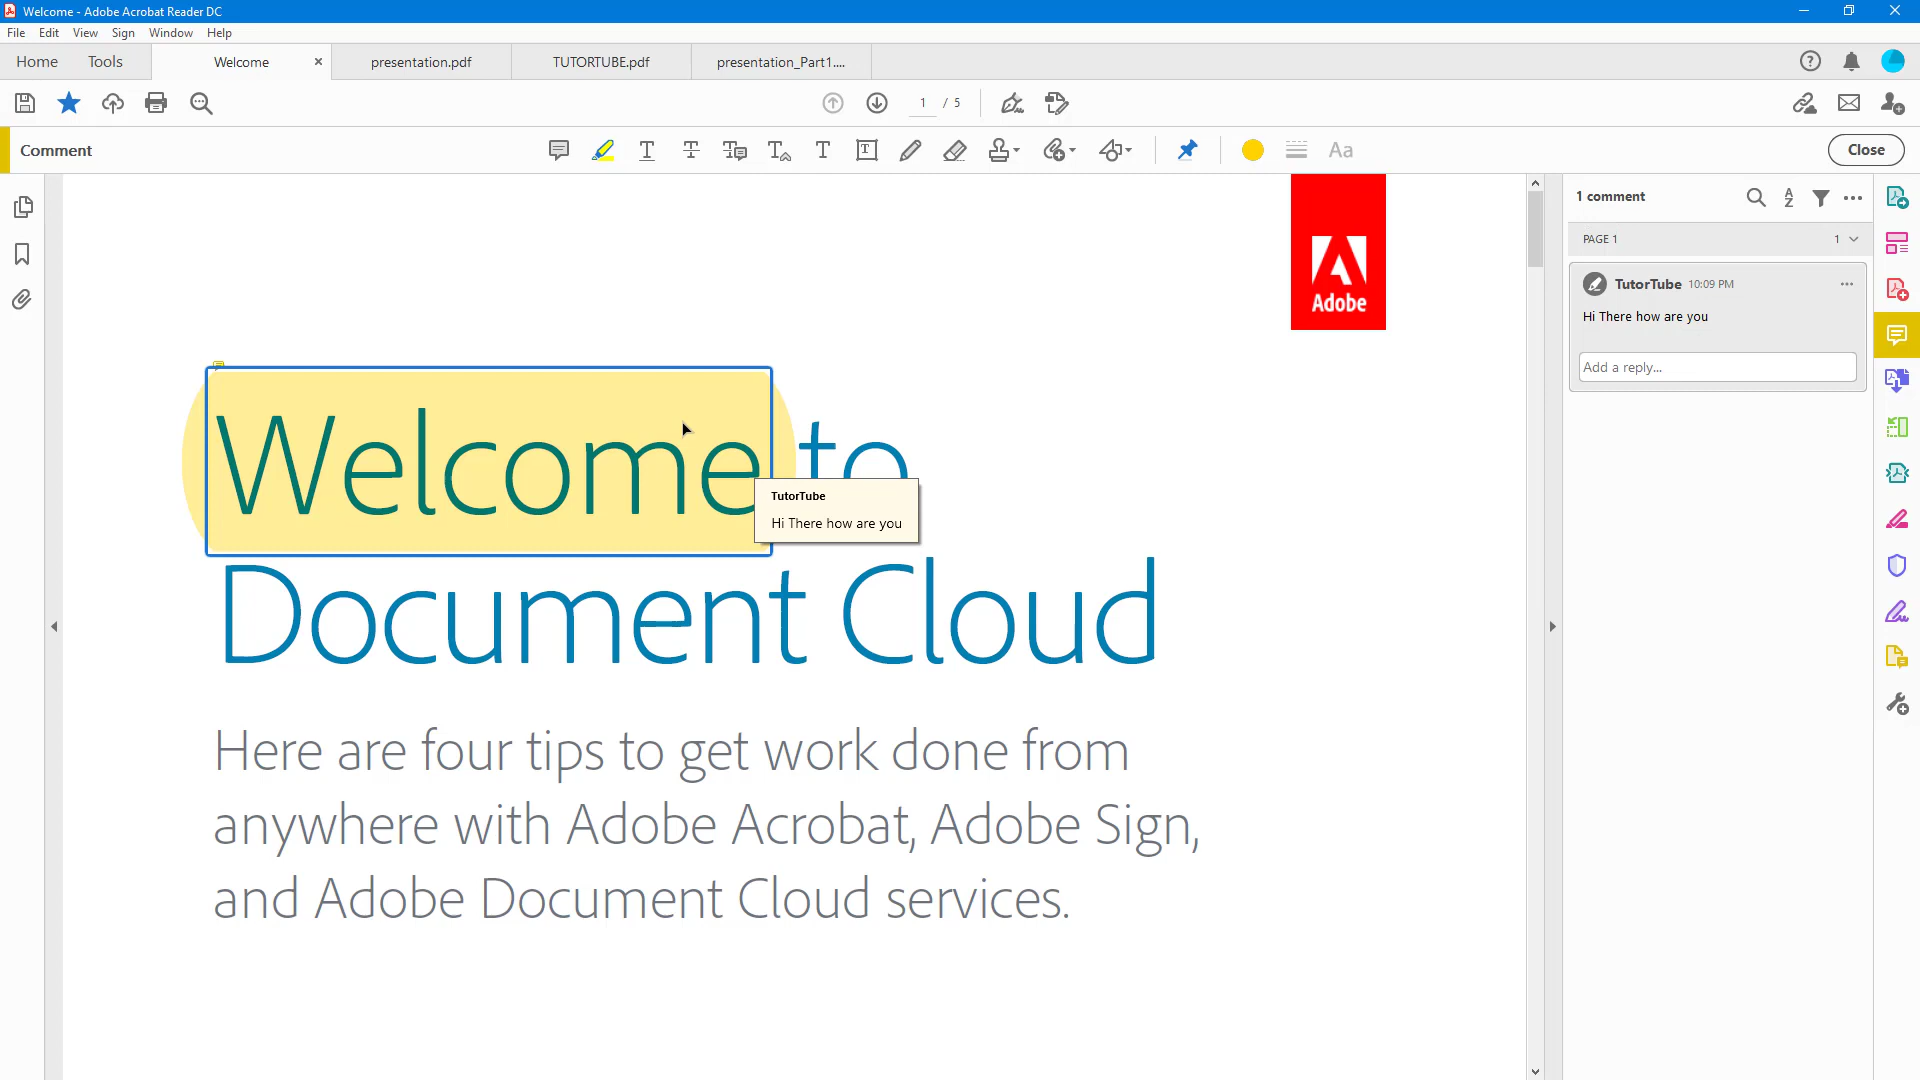 Welcome - Adobe Acrobat Reader DC
File Edit View Sign Window Help
Home Tools Welcome presentation.pdf TUTORTUBE.pdf presentation_Part1....
1 / 5
Comment
Aa
Close
1 comment
PAGE 1 1
TutorTube 10:09 PM
Hi There how are you
Add a reply...
Adobe
Welcome to
TutorTube
Hi There how are you
Document Cloud
Here are four tips to get work done from
anywhere with Adobe Acrobat, Adobe Sign,
and Adobe Document Cloud services.